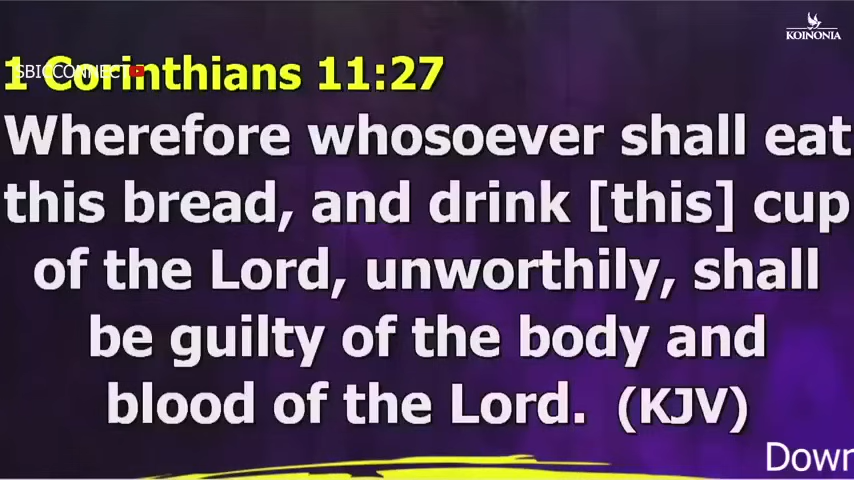 KOINONIA
SBICCONNECT
1 Corinthians 11:27
Wherefore whosoever shall eat
this bread, and drink [this] cup
of the Lord, unworthily, shall
be guilty of the body and
blood of the Lord. (KJV)
Down